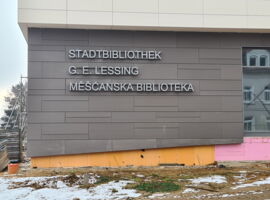 STADTBIBLIOTHEK
G. E. LESSING
MĚŠĆANSKA BIBLIOTEKA